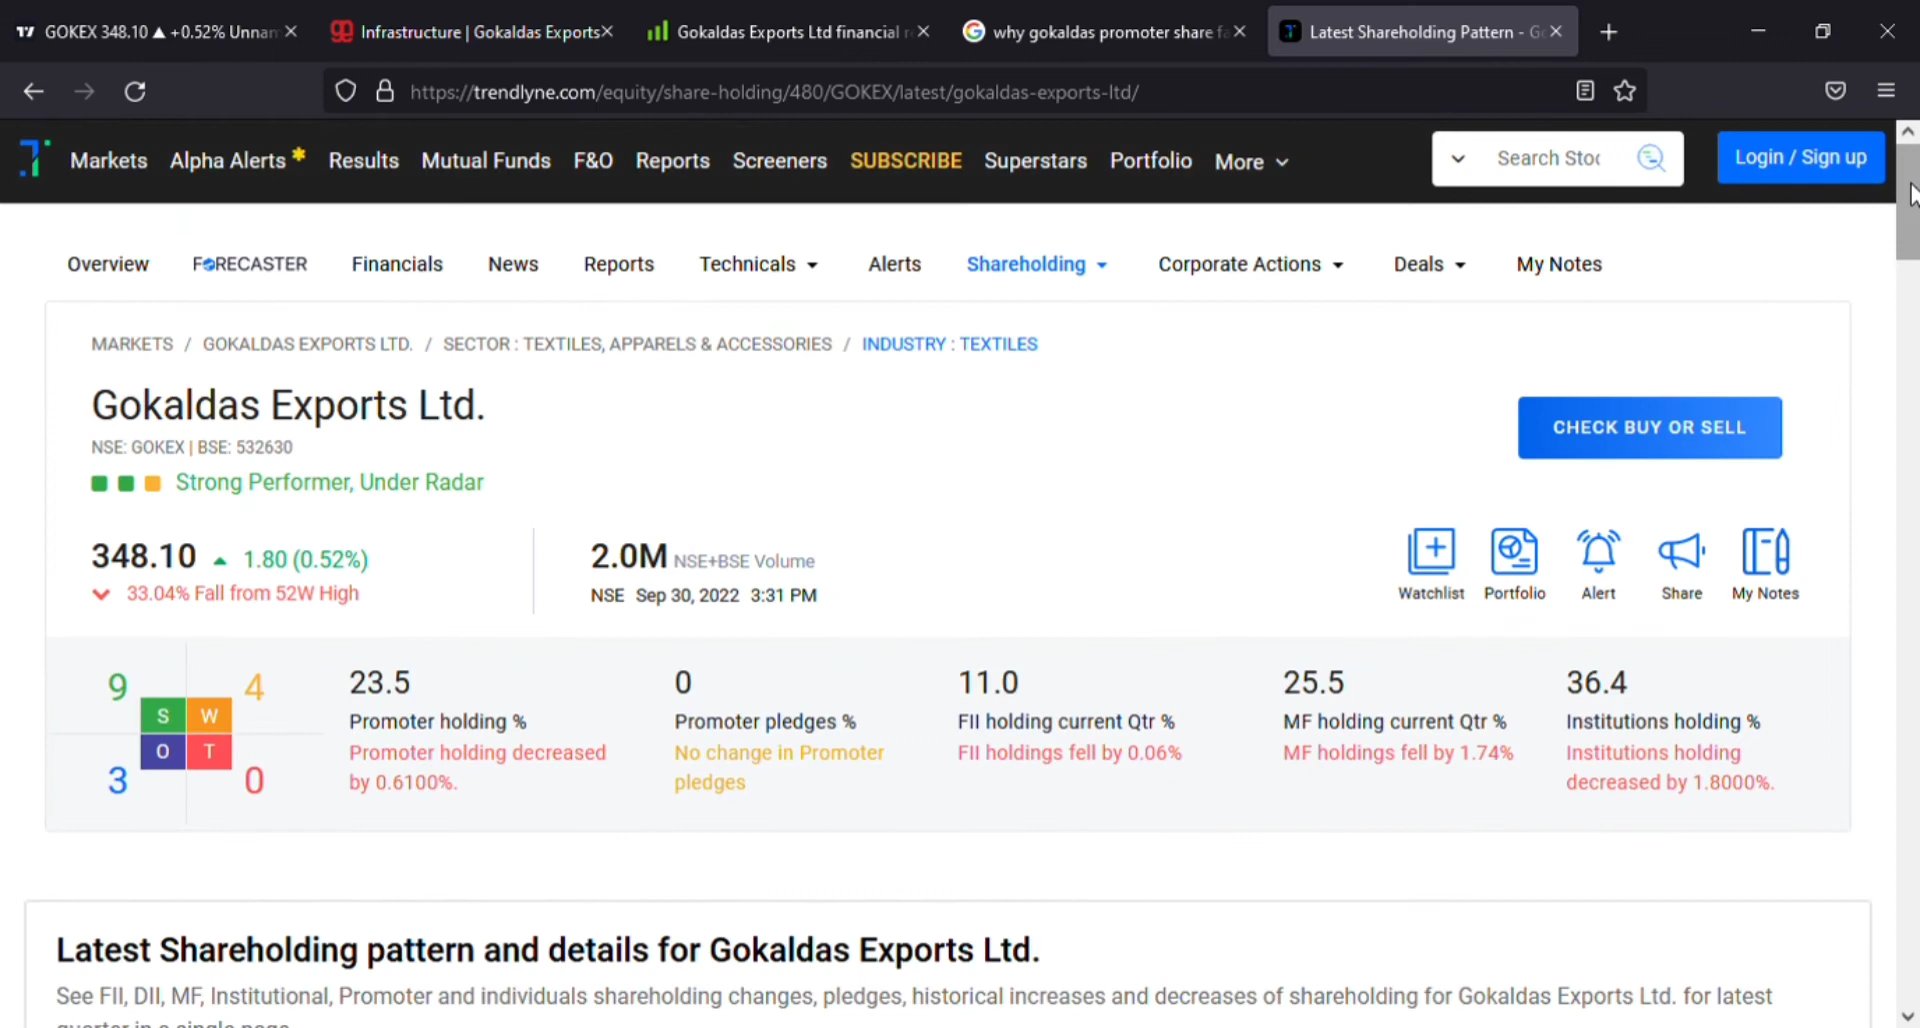 GOKEX 348.10 ▲ +0.52% Unnam
Infrastructure | Gokaldas Exports
Gokaldas Exports Ltd financial r
why gokaldas promoter share fa
Latest Shareholding Pattern - Go
https://trendlyne.com/equity/share-holding/480/GOKEX/latest/gokaldas-exports-ltd/
Markets Alpha Alerts Results Mutual Funds F&O Reports Screeners SUBSCRIBE Superstars Portfolio More
Search Stoc
Login / Sign up
Overview FORECASTER Financials News Reports Technicals Alerts Shareholding Corporate Actions Deals My Notes
MARKETS / GOKALDAS EXPORTS LTD. / SECTOR : TEXTILES, APPARELS & ACCESSORIES / INDUSTRY : TEXTILES
Gokaldas Exports Ltd.
CHECK BUY OR SELL
NSE: GOKEX | BSE: 532630
Strong Performer, Under Radar
348.10 1.80 (0.52%)
33.04% Fall from 52W High
2.0M NSE+BSE Volume
NSE Sep 30, 2022 3:31 PM
Watchlist Portfolio Alert Share My Notes
9 4
S W
O T
3 0
23.5
Promoter holding %
Promoter holding decreased
by 0.6100%.
0
Promoter pledges %
No change in Promoter
pledges
11.0
FII holding current Qtr %
FII holdings fell by 0.06%
25.5
MF holding current Qtr %
MF holdings fell by 1.74%
36.4
Institutions holding %
Institutions holding
decreased by 1.8000%.
Latest Shareholding pattern and details for Gokaldas Exports Ltd.
See FII, DII, MF, Institutional, Promoter and individuals shareholding changes, pledges, historical increases and decreases of shareholding for Gokaldas Exports Ltd. for latest
quarter in a single page